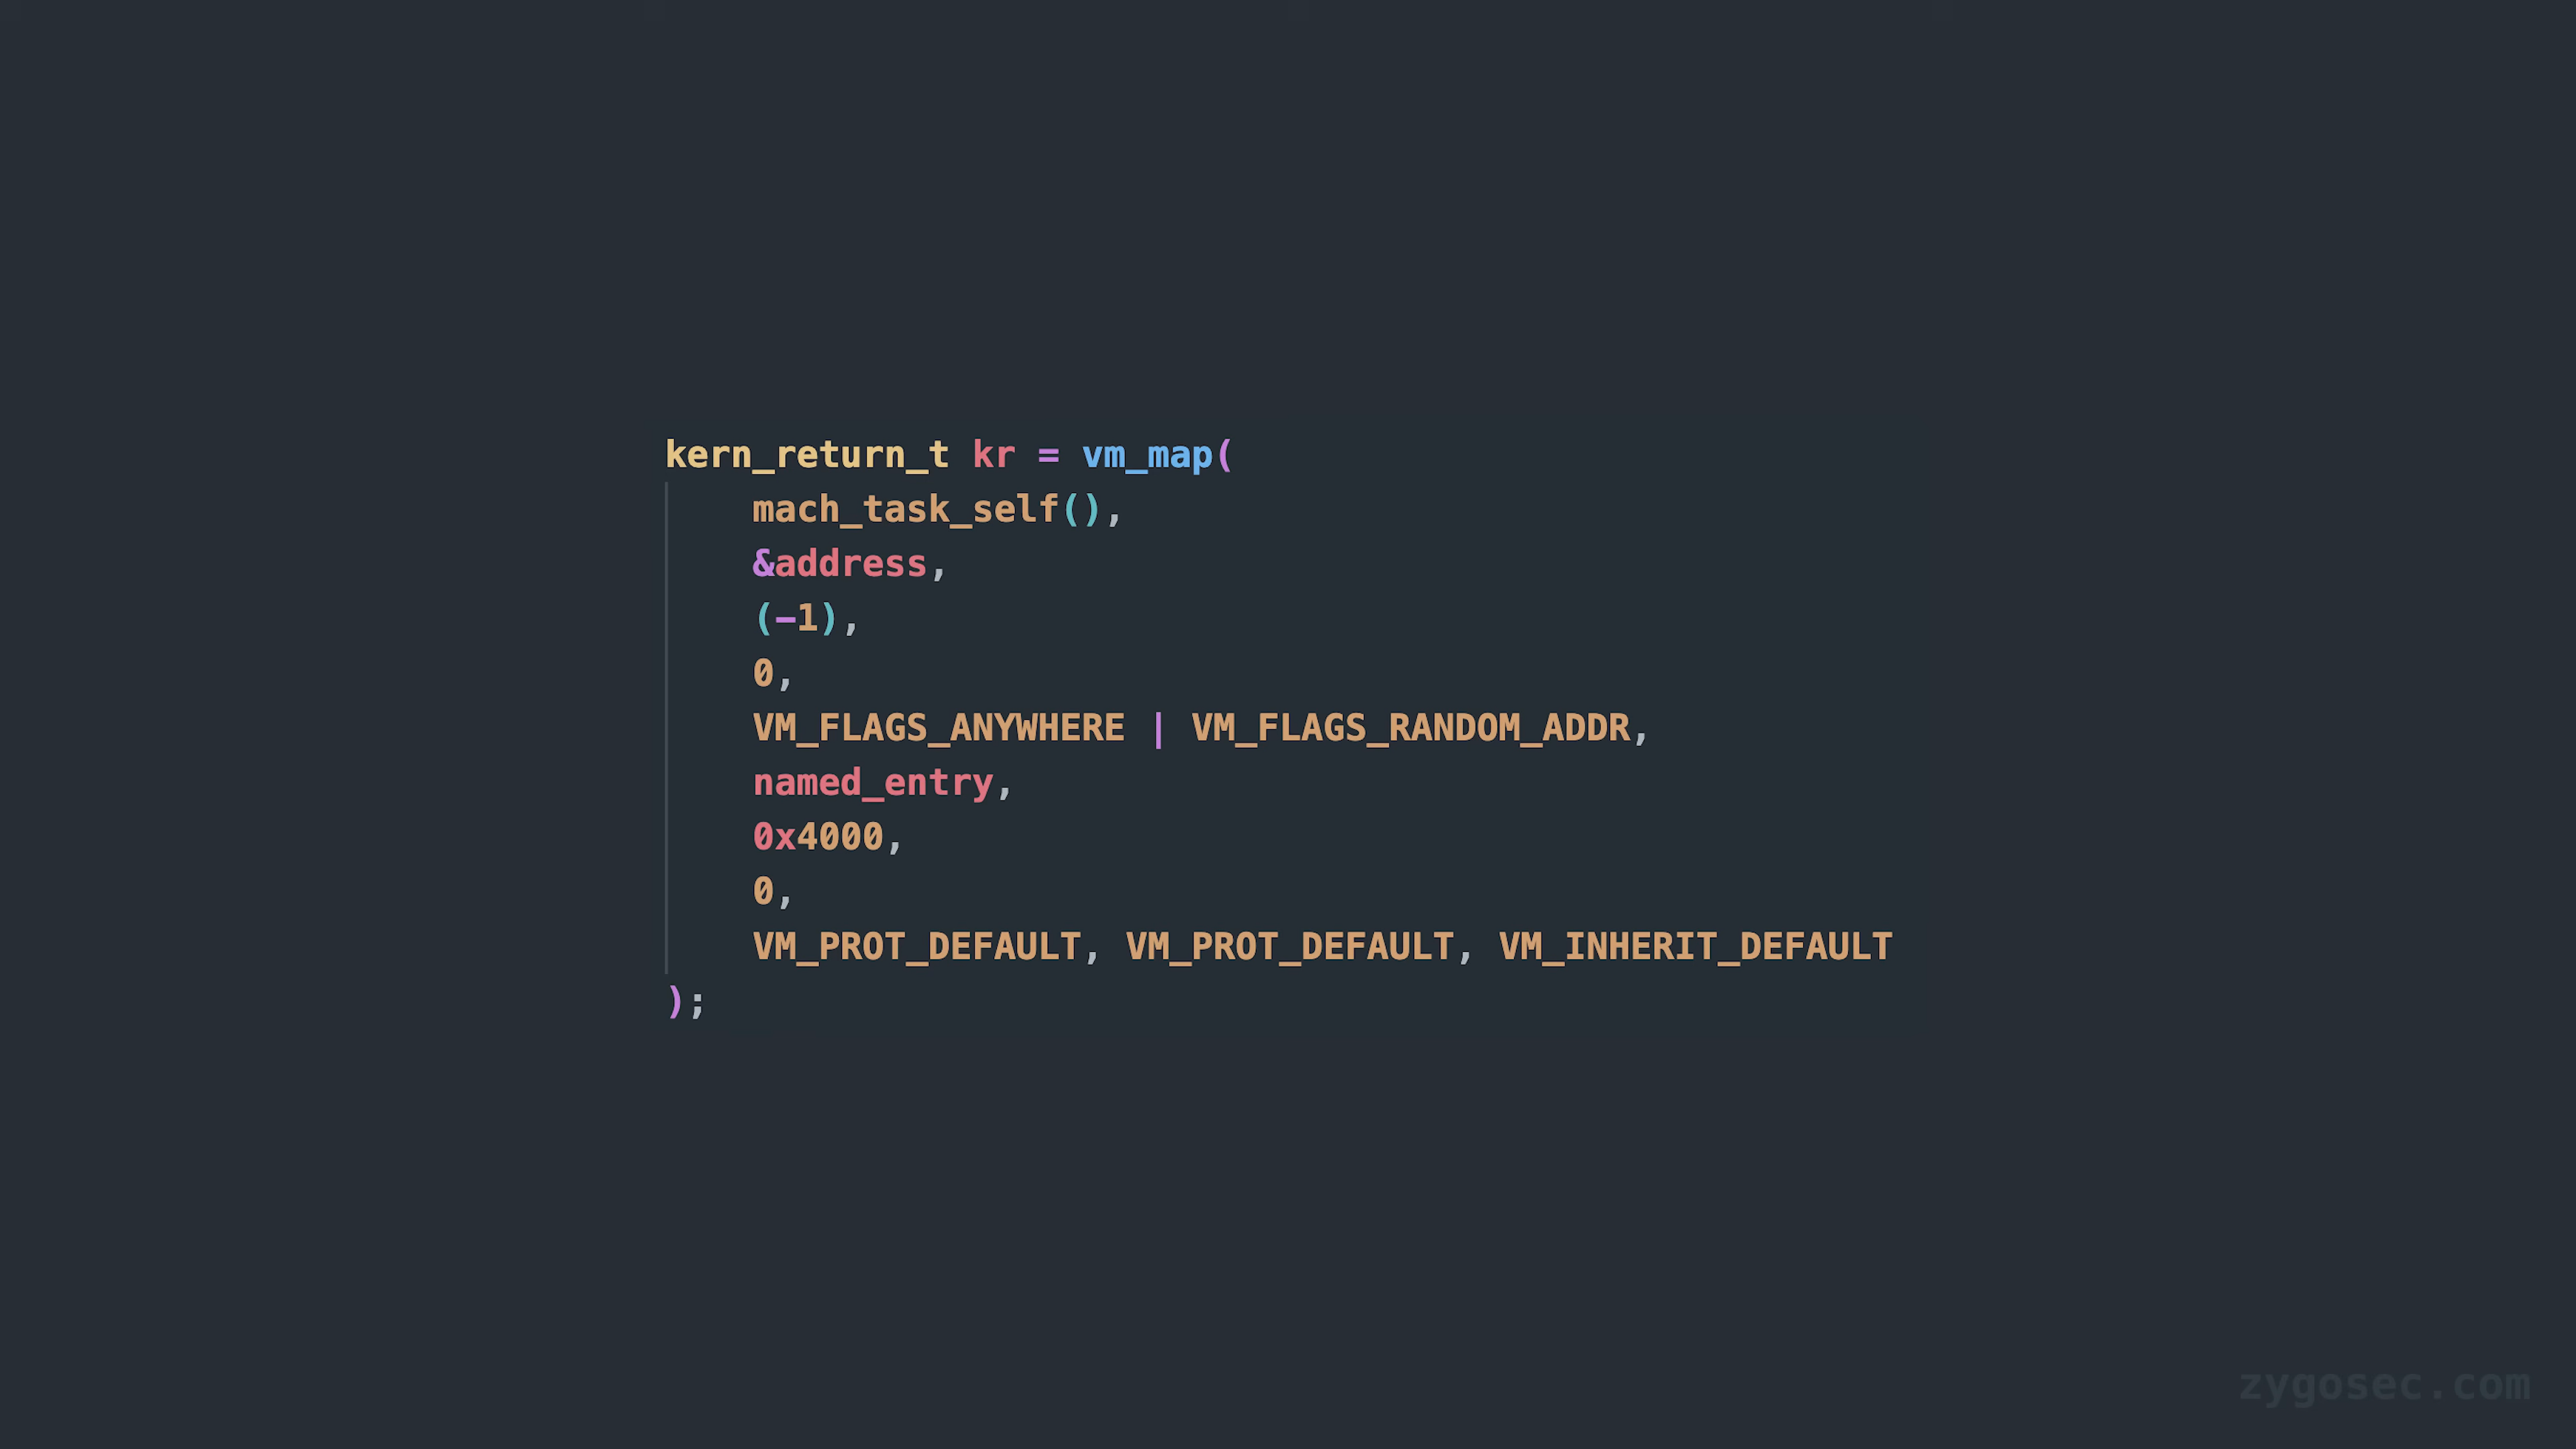 kern_return_t kr = vm_map(
mach_task_self(),
&address,
(-1),
0,
VM_FLAGS_ANYWHERE | VM_FLAGS_RANDOM_ADDR,
named_entry,
0x4000,
0,
VM_PROT_DEFAULT, VM_PROT_DEFAULT, VM_INHERIT_DEFAULT
);
zygosec.com